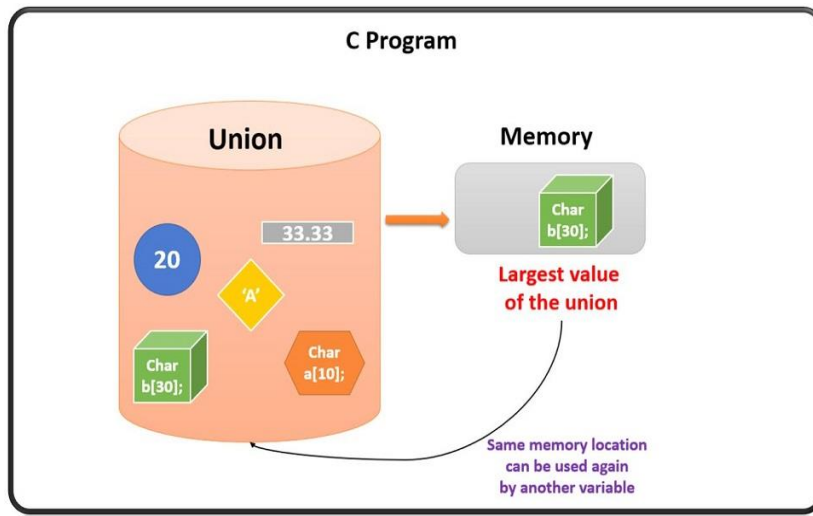 C Program
Union
Memory
20
33.33
'A'
Char
b[30];
Char
a[10];
Char
b[30];
Largest value
of the union
Same memory location
can be used again
by another variable